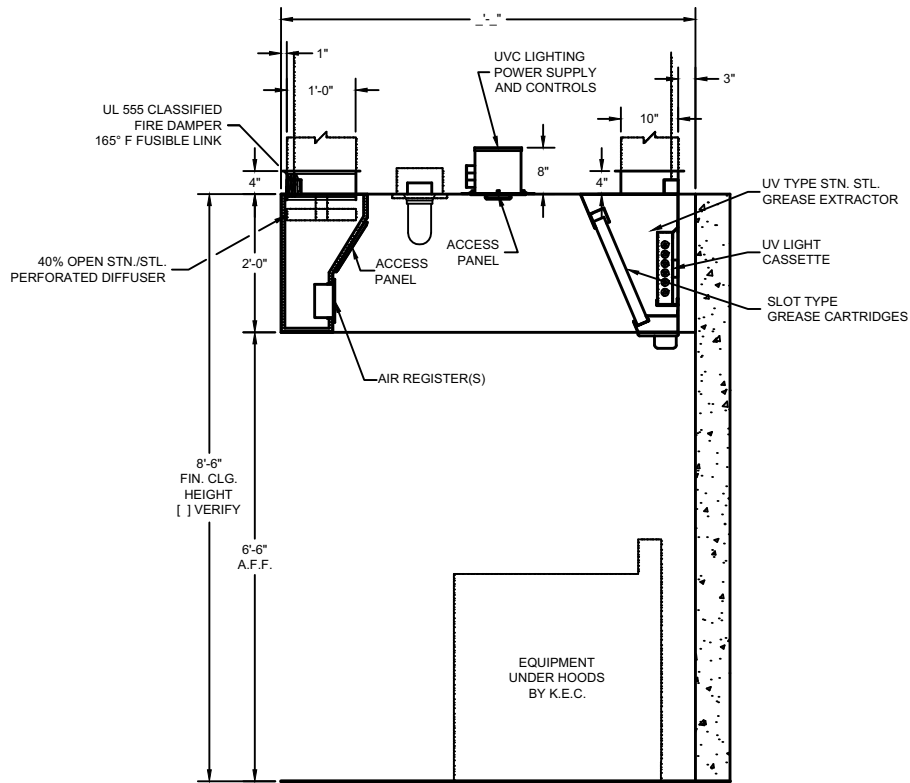 _'-_"
1"
UVC LIGHTING
POWER SUPPLY
AND CONTROLS
3"
1'-0"
10"
UL 555 CLASSIFIED
FIRE DAMPER
165° F FUSIBLE LINK
4"
8"
4"
UV TYPE STN. STL.
GREASE EXTRACTOR
40% OPEN STN./STL.
PERFORATED DIFFUSER
2'-0"
ACCESS
PANEL
ACCESS
PANEL
UV LIGHT
CASSETTE
SLOT TYPE
GREASE CARTRIDGES
AIR REGISTER(S)
8'-6"
FIN. CLG.
HEIGHT
[ ] VERIFY
6'-6"
A.F.F.
EQUIPMENT
UNDER HOODS
BY K.E.C.